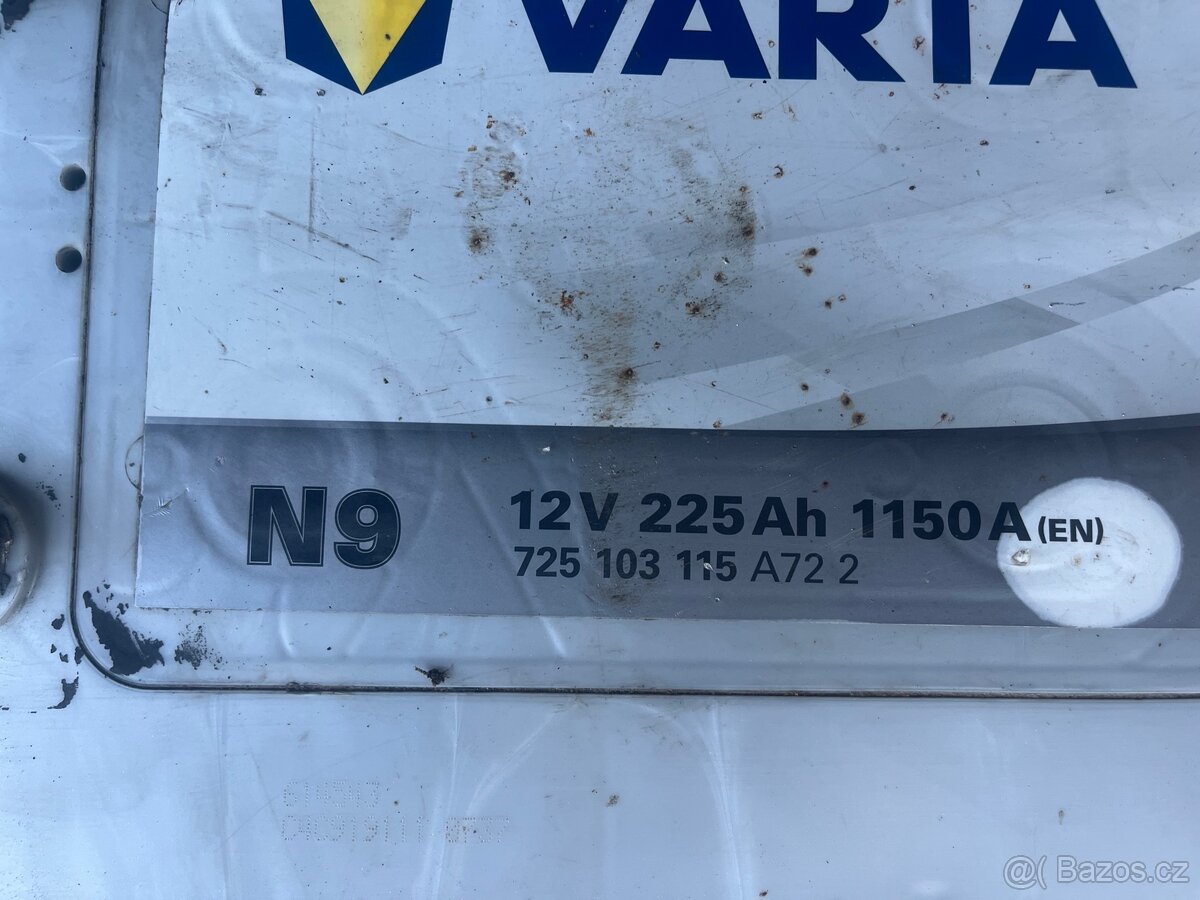 VARTA
N9
12V 225Ah 1150A (EN)
725 103 115 A72 2
@( Bazos.cz